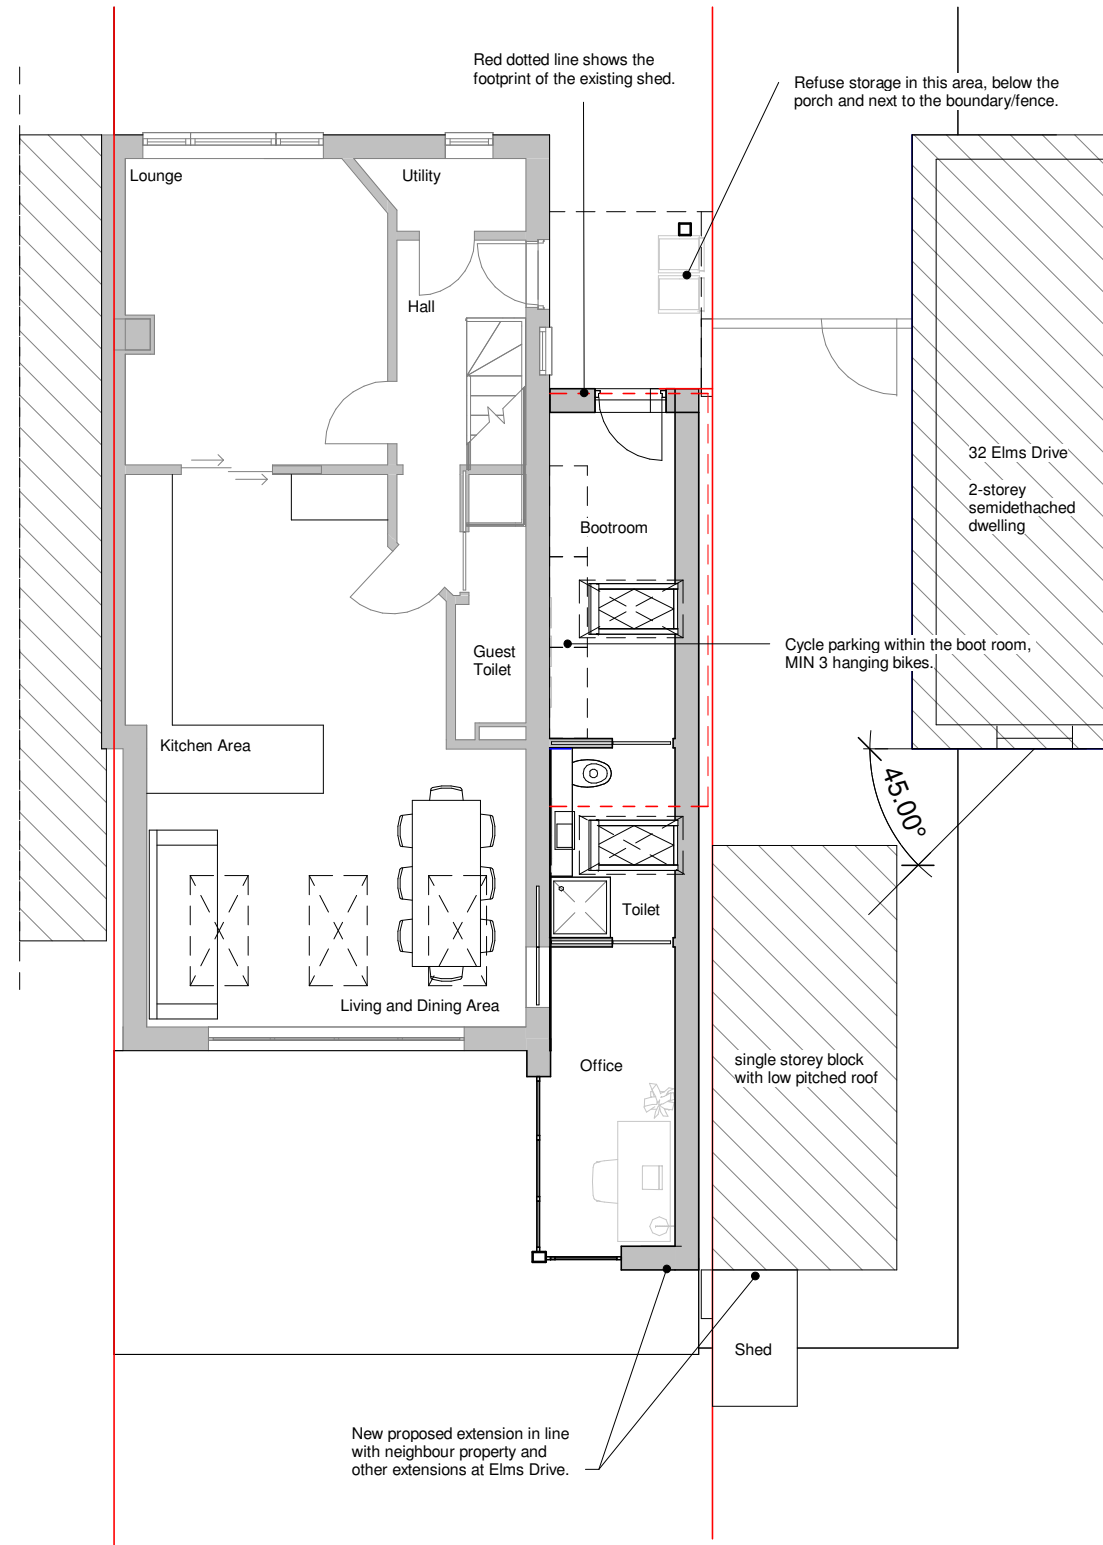 Red dotted line shows the
footprint of the existing shed.
Refuse storage in this area, below the
porch and next to the boundary/fence.
Lounge
Utility
Hall
32 Elms Drive
2-storey
semidethached
dwelling
Bootroom
Guest
Toilet
Cycle parking within the boot room,
MIN 3 hanging bikes.
Kitchen Area
45.00°
Toilet
Living and Dining Area
Office
single storey block
with low pitched roof
Shed
New proposed extension in line
with neighbour property and
other extensions at Elms Drive.